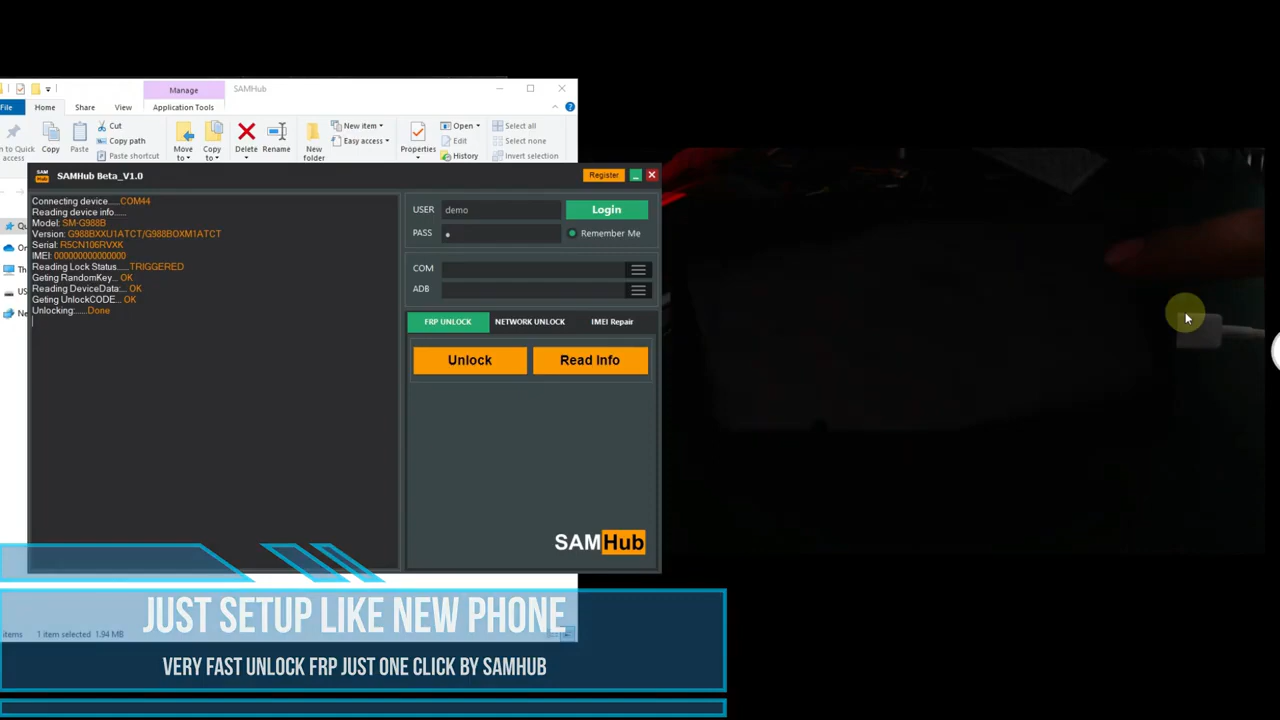 Manage
SAMHub
File
Home
Share
View
Application Tools
Cut
Copy path
Paste shortcut
Copy
Paste
Move to
Copy to
Delete
Rename
New folder
New item
Easy access
Properties
Open
Edit
History
Select all
Select none
Invert selection
access
SAM Hub
SAMHub Beta_V1.0
Register
Connecting device.....COM44
Reading device info......
Model: SM-G988B
Version: G988BXXU1ATCT/G988BOXM1ATCT
Serial: R5CN106RVXK
IMEI: 000000000000000
Reading Lock Status.....TRIGGERED
Geting RandomKey... OK
Reading DeviceData:.. OK
Geting UnlockCODE... OK
Unlocking:.....Done
USER
demo
Login
PASS
Remember Me
COM
ADB
FRP UNLOCK
NETWORK UNLOCK
IMEI Repair
Unlock
Read Info
SAMHub
JUST SETUP LIKE NEW PHONE
items 1 item selected 1.94 MB
VERY FAST UNLOCK FRP JUST ONE CLICK BY SAMHUB